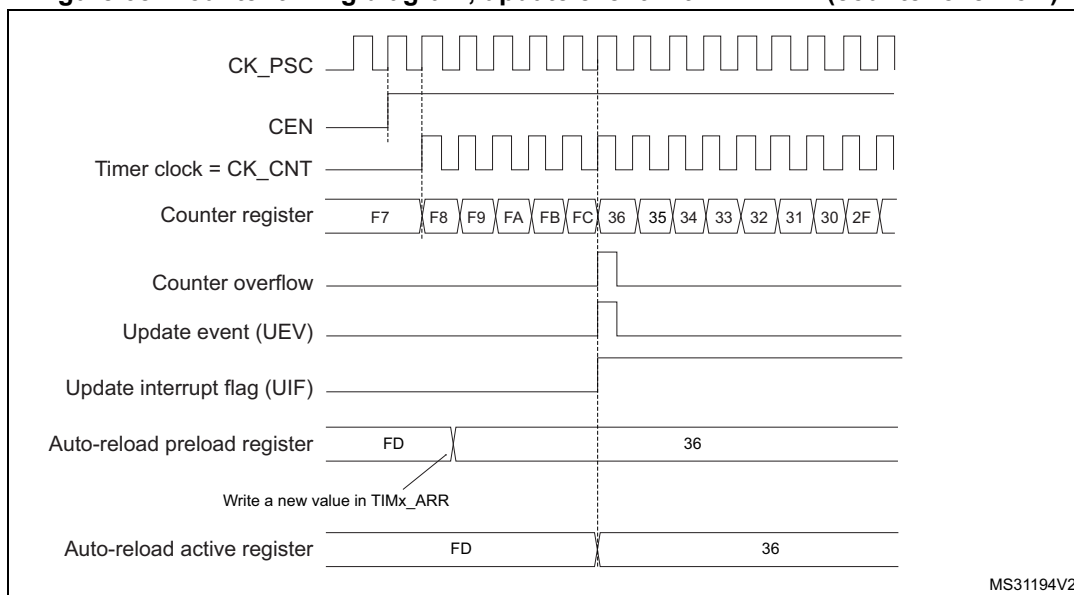 CK_PSC
CEN
Timer clock = CK_CNT
Counter register F7 F8 F9 FA FB FC 36 35 34 33 32 31 30 2F
Counter overflow
Update event (UEV)
Update interrupt flag (UIF)
Auto-reload preload register FD 36
Write a new value in TIMx_ARR
Auto-reload active register FD 36
MS31194V2